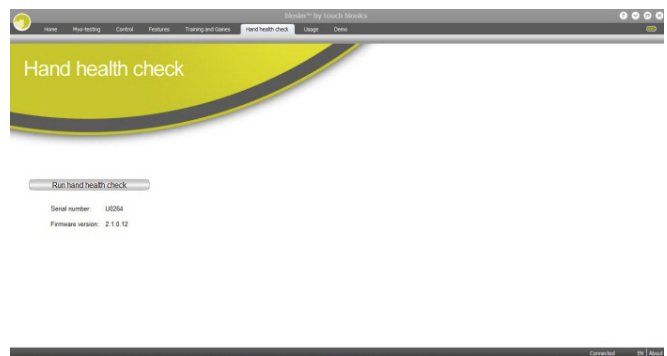 biosim™ by touch bionics
Home Myo-testing Control Features Training and Games Hand health check Usage Demo
Hand health check
Run hand health check
Serial number: U0264
Firmware version: 2.1.0.12
Connected EN About